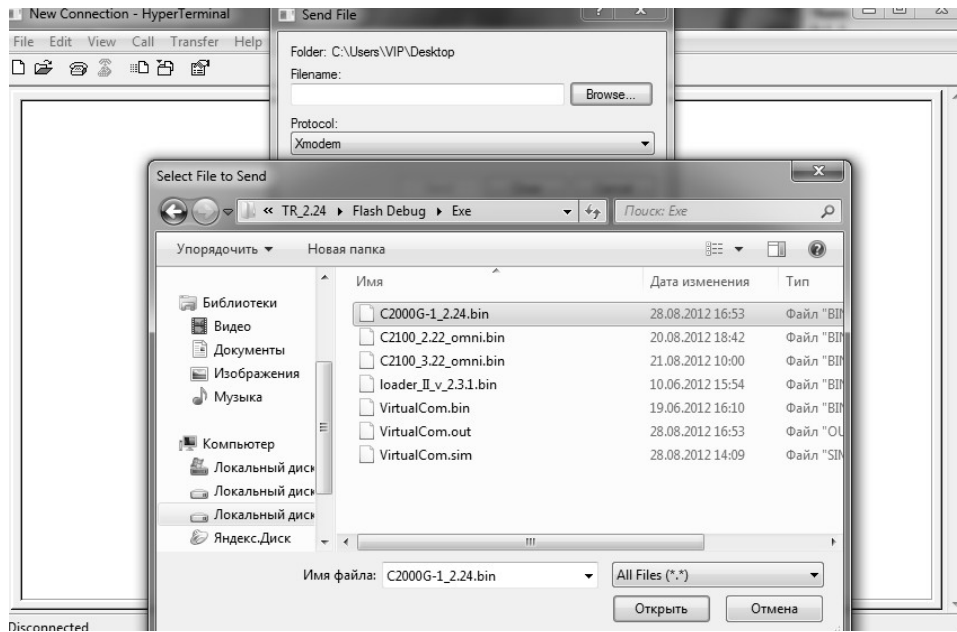 New Connection - HyperTerminal
Send File
File Edit View Call Transfer Help
Folder: C:\Users\VIP\Desktop
Filename:
Browse...
Protocol:
Xmodem
Select File to Send
« TR_2.24 Flash Debug Exe
Поиск: Exe
Упорядочить Новая папка
Имя Дата изменения Тип
Библиотеки
Видео
Документы
Изображения
Музыка
Компьютер
Локальный диск
Локальный диск
Локальный диск
Яндекс.Диск
C2000G-1_2.24.bin 28.08.2012 16:53 Файл "BIN
C2100_2.22_omni.bin 20.08.2012 18:42 Файл "BIN
C2100_3.22_omni.bin 21.08.2012 10:00 Файл "BIN
loader_II_v_2.3.1.bin 10.06.2012 15:54 Файл "BIN
VirtualCom.bin 19.06.2012 16:10 Файл "BIN
VirtualCom.out 28.08.2012 16:53 Файл "OU
VirtualCom.sim 28.08.2012 14:09 Файл "SIM
Имя файла: C2000G-1_2.24.bin All Files (*.*)
Открыть Отмена
Disconnected